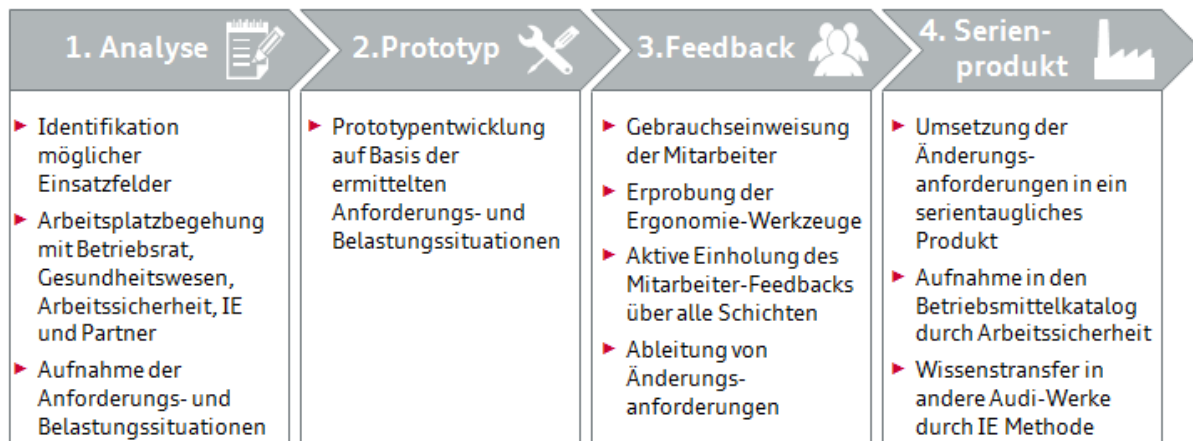 1. Analyse
Identifikation
möglicher
Einsatzfelder
Arbeitsplatzbegehung
mit Betriebsrat,
Gesundheitswesen,
Arbeitssicherheit, IE
und Partner
Aufnahme der
Anforderungs- und
Belastungssituationen
2.Prototyp
Prototypentwicklung
auf Basis der
ermittelten
Anforderungs- und
Belastungssituationen
3.Feedback
Gebrauchseinweisung
der Mitarbeiter
Erprobung der
Ergonomie-Werkzeuge
Aktive Einholung des
Mitarbeiter-Feedbacks
über alle Schichten
Ableitung von
Änderungs-
anforderungen
4. Serien-
produkt
Umsetzung der
Änderungs-
anforderungen in ein
serientaugliches
Produkt
Aufnahme in den
Betriebsmittelkatalog
durch Arbeitssicherheit
Wissenstransfer in
andere Audi-Werke
durch IE Methode